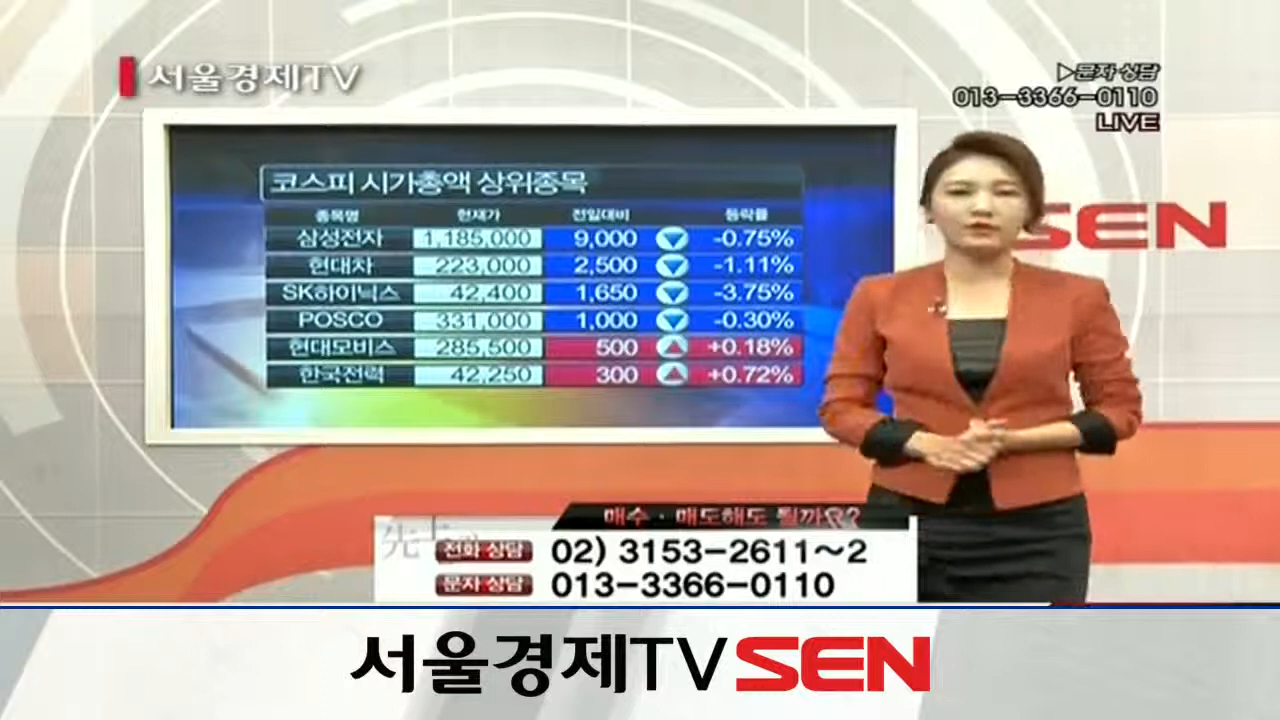 서울경제TV
▷문자 상담
013-3366-0110
LIVE
코스피 시가총액 상위종목
종목명 현재가 전일대비 등락률
삼성전자 1,185,000 9,000 ▼ -0.75%
현대차 223,000 2,500 ▼ -1.11%
SK하이닉스 42,400 1,650 ▼ -3.75%
POSCO 331,000 1,000 ▼ -0.30%
현대모비스 285,500 500 ▲ +0.18%
한국전력 42,250 300 ▲ +0.72%
SEN
매수·매도해도 될까요?
전화 상담 02) 3153-2611~2
문자 상담 013-3366-0110
서울경제TV SEN